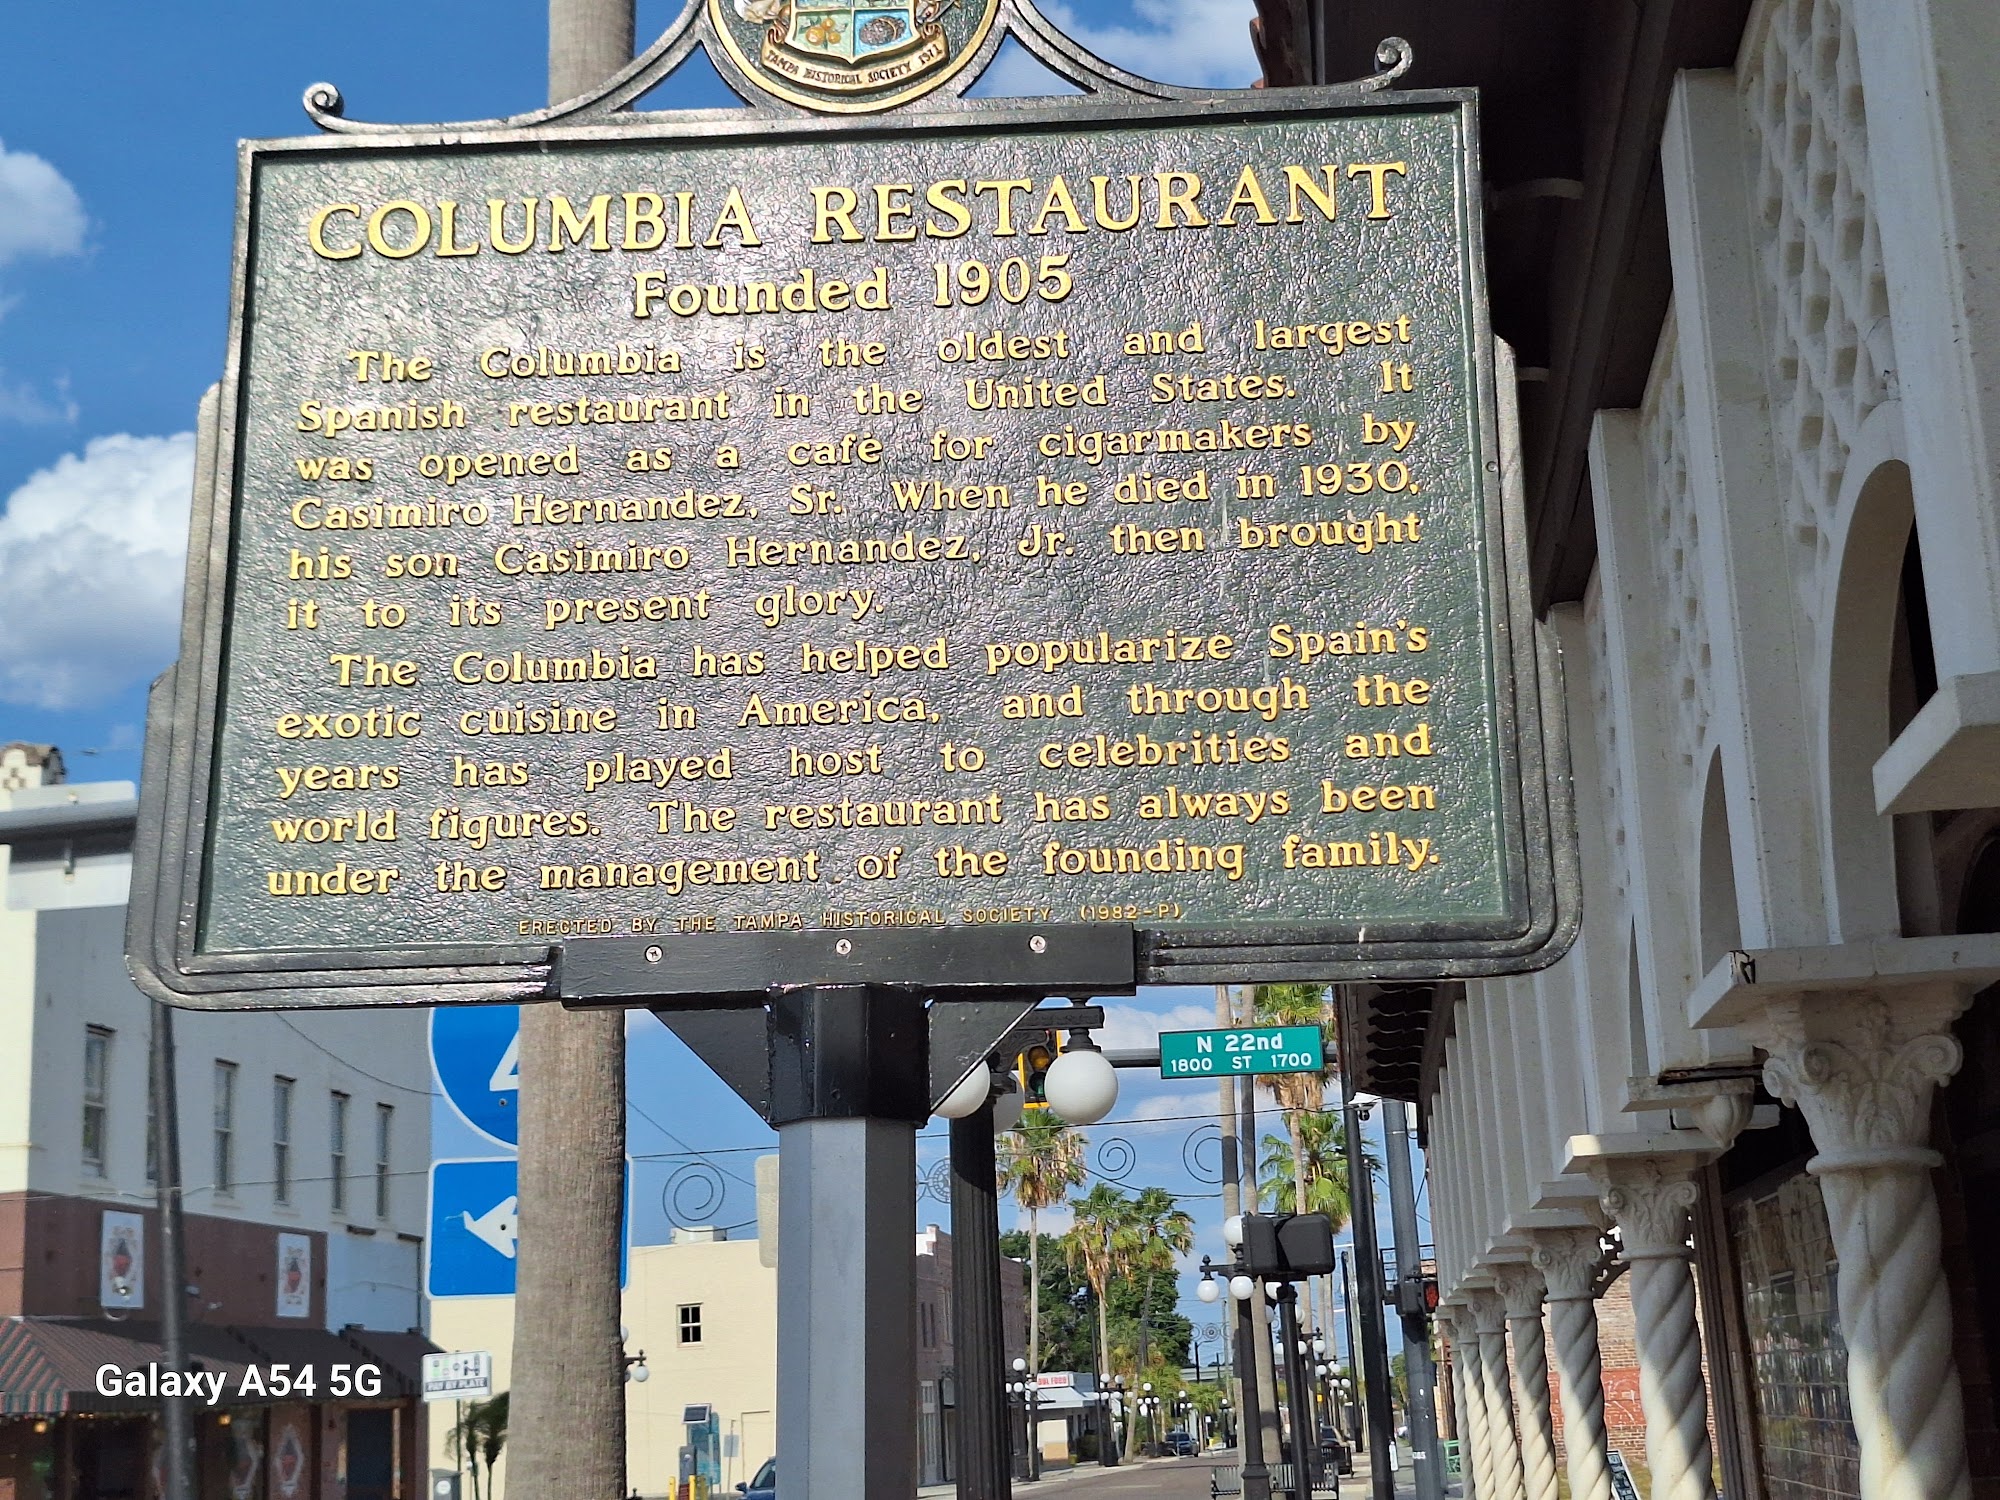 TAMPA HISTORICAL SOCIETY 1971
COLUMBIA RESTAURANT
Founded 1905
The Columbia is the oldest and largest
Spanish restaurant in the United States. It
was opened as a café for cigarmakers by
Casimiro Hernandez, Sr. When he died in 1930,
his son Casimiro Hernandez, Jr. then brought
it to its present glory.
The Columbia has helped popularize Spain's
exotic cuisine in America, and through the
years has played host to celebrities and
world figures. The restaurant has always been
under the management of the founding family.
ERECTED BY THE TAMPA HISTORICAL SOCIETY (1982-P)
N 22nd
1800 ST 1700
PAY BY PLATE
Galaxy A54 5G